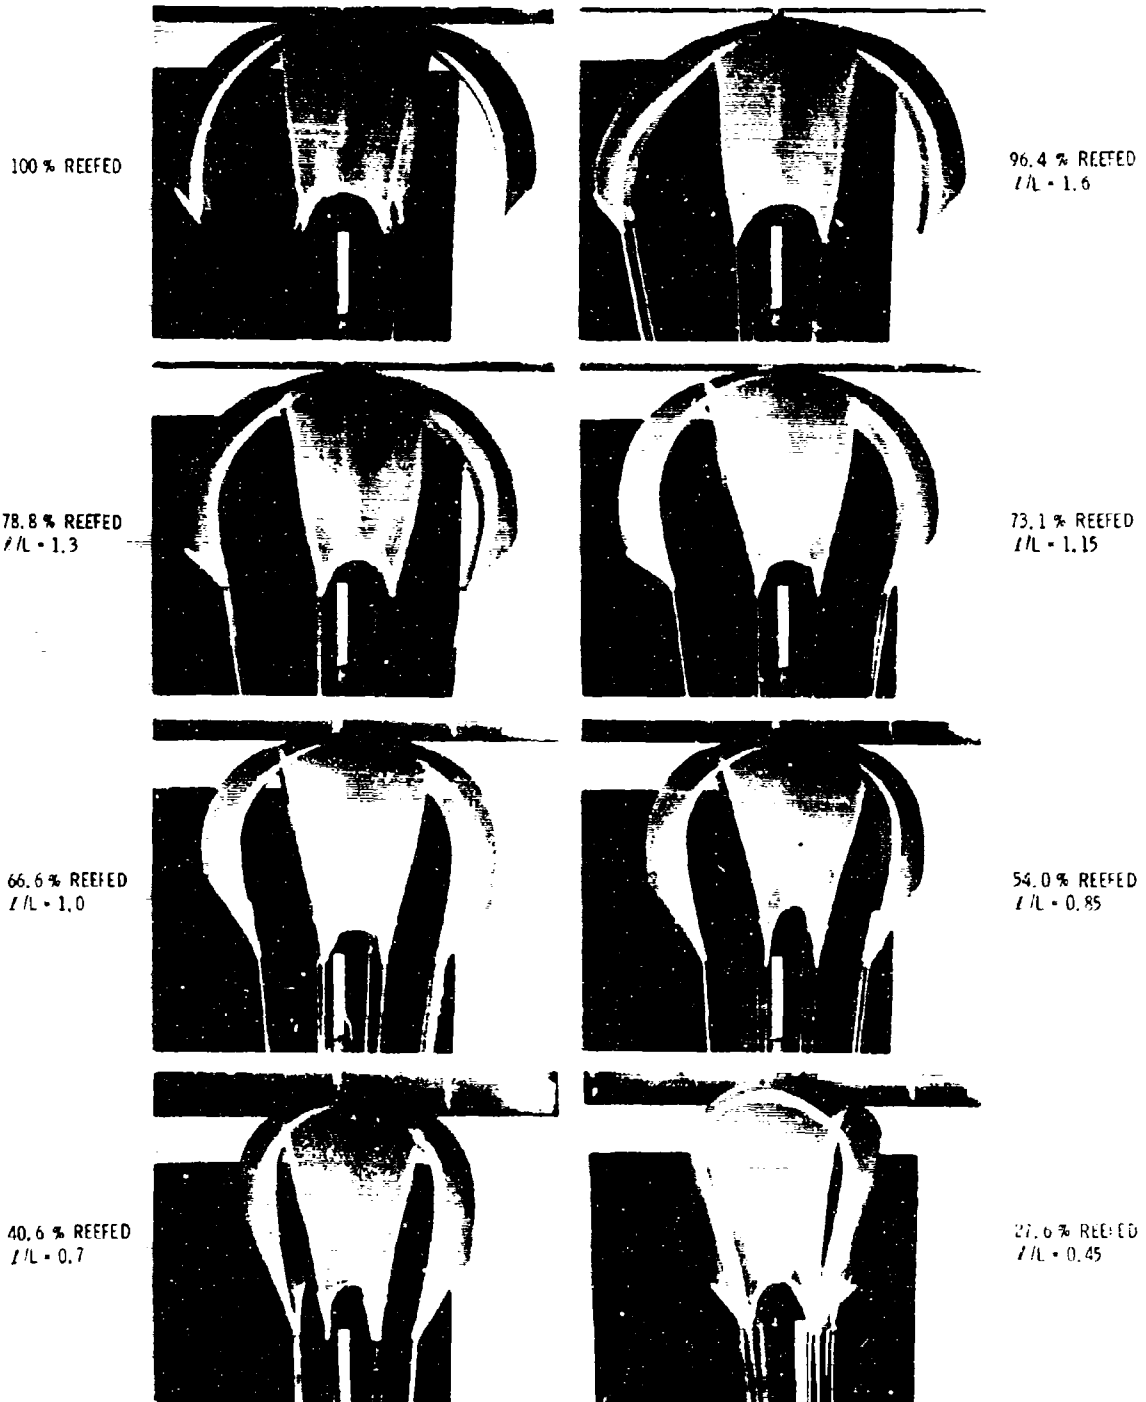 100 % REEFED
96.4 % REEFED
ℓ/L = 1.6
78.8 % REEFED
ℓ/L = 1.3
73.1 % REEFED
ℓ/L = 1.15
66.6 % REEFED
ℓ/L = 1.0
54.0 % REEFED
ℓ/L = 0.85
40.6 % REEFED
ℓ/L = 0.7
27.6 % REEFED
ℓ/L = 0.45